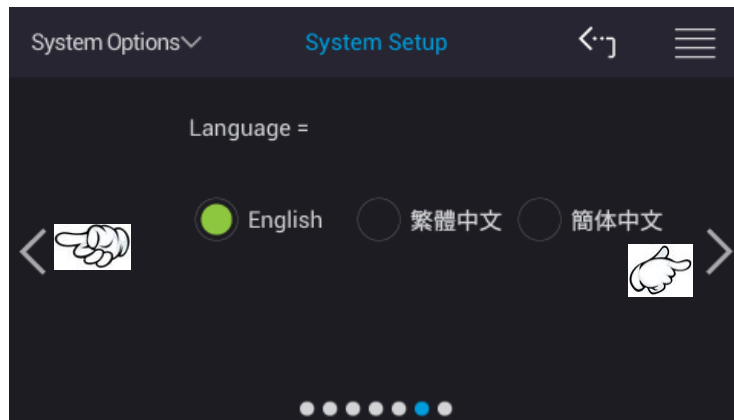 System Options
System Setup
Language =
English
繁體中文
簡体中文